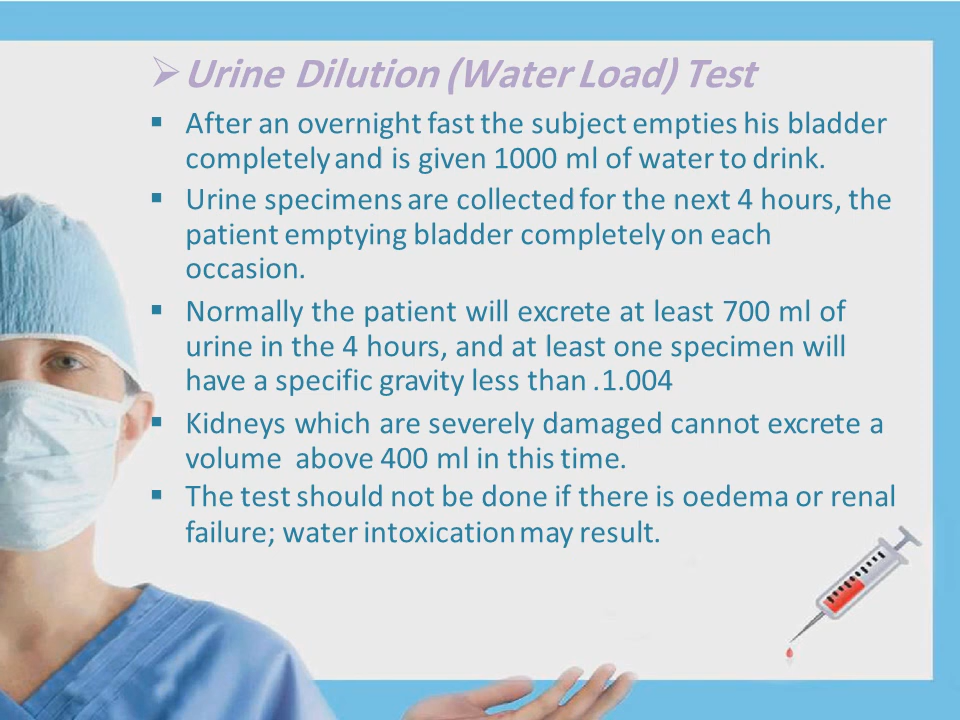 Urine Dilution (Water Load) Test
After an overnight fast the subject empties his bladder
completely and is given 1000 ml of water to drink.
Urine specimens are collected for the next 4 hours, the
patient emptying bladder completely on each
occasion.
Normally the patient will excrete at least 700 ml of
urine in the 4 hours, and at least one specimen will
have a specific gravity less than .1.004
Kidneys which are severely damaged cannot excrete a
volume  above 400 ml in this time.
The test should not be done if there is oedema or renal
failure; water intoxication may result.